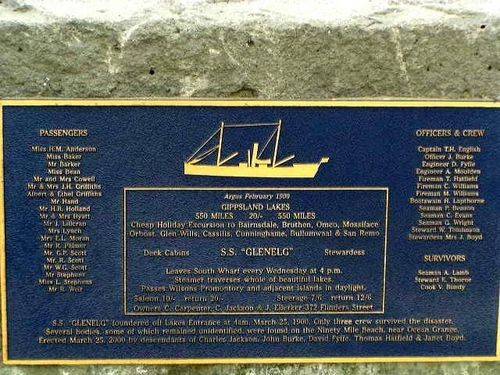 PASSENGERS
Miss H.M. Anderson
Miss Baker
Mr Barker
Miss Bean
Mr and Mrs Cowell
Mr & Mrs J.H. Griffiths
Albert & Ethel Griffiths
Mr Hand
Mr H.R. Holland
Mr & Mrs Hyatt
Mr J. Litteran
Mrs Lynch
Mrs E.L. Moran
Mr R. Palmer
Mr. G.P. Scott
Mr. R. Scott
Mr. W.G. Scott
Mr Stephens
Miss L. Stephens
Mr R. Weir
Argus February 1900
GIPPSLAND LAKES
550 MILES 20/- 550 MILES
Cheap Holiday Excursion to Bairnsdale, Bruthen, Omeo, Mossiface
Orbost, Glen Wills, Cassilis, Cunninghame, Bullumwaal & San Remo
Deck Cabins S.S. "GLENELG" Stewardess
Leaves South Wharf every Wednesday at 4 p.m.
Steamer traverses whole of beautiful lakes.
Passes Wilsons Promontory and adjacent islands in daylight.
Saloon 10/- return 20/- Steerage 7/6 return 12/6
Owners C. Carpenter, C. Jackson & J. Ellerker 372 Flinders Street
OFFICERS & CREW
Captain T.H. English
Officer J. Burke
Engineer D. Fyffe
Engineer A. Moulden
Fireman T. Hatfield
Fireman C. Williams
Fireman M. Williams
Boatswain H. Lapthorne
Seaman P. Benton
Seaman C. Evans
Seaman G. Wright
Steward W. Tomlinson
Stewardess Mrs J. Boyd
SURVIVORS
Seaman A. Lamb
Steward K. Thorne
Cook V. Bundy
S.S. "GLENELG" foundered off Lakes Entrance at 4am. March 25, 1900. Only three crew survived the disaster.
Several bodies, some of which remained unidentified, were found on the Ninety Mile Beach, near Ocean Grange.
Erected March 25, 2000 by descendants of Charles Jackson, John Burke, David Fyffe, Thomas Hatfield & Janet Boyd.